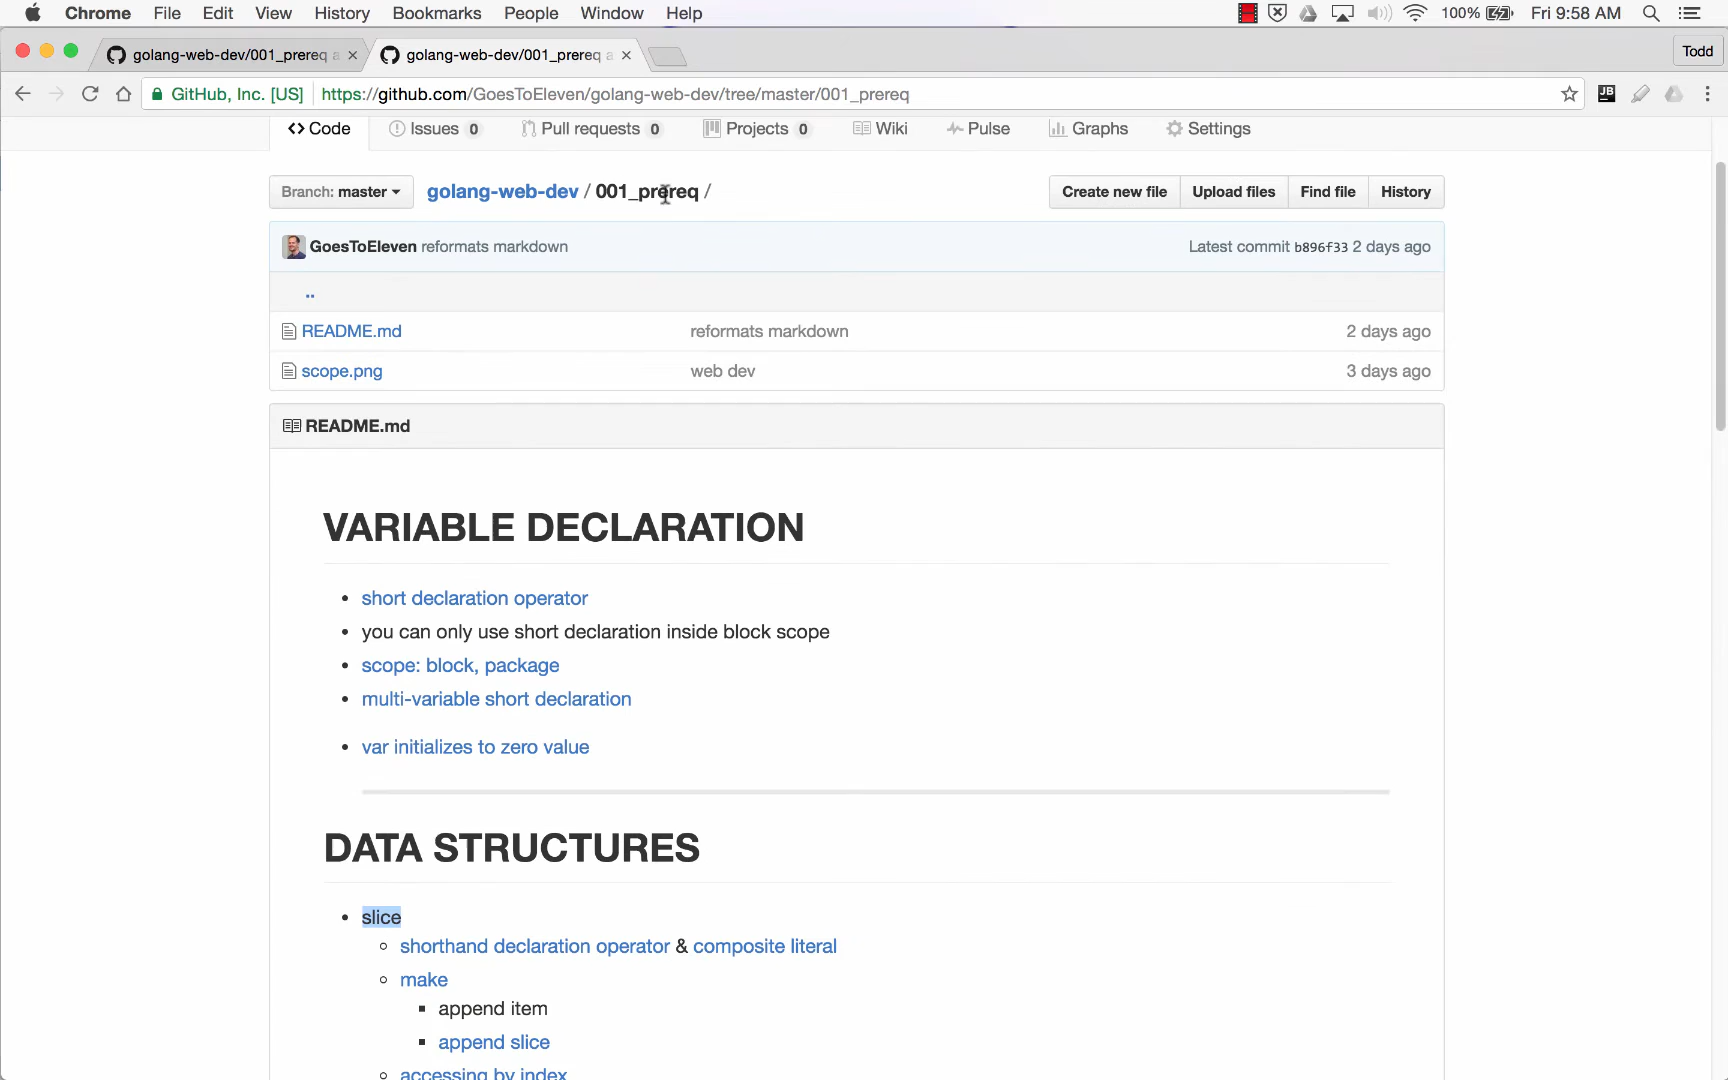 Chrome File Edit View History Bookmarks People Window Help 100% Fri 9:58 AM
golang-web-dev/001_prereq a golang-web-dev/001_prereq a Todd
GitHub, Inc. [US] https://github.com/GoesToEleven/golang-web-dev/tree/master/001_prereq JB
Code Issues 0 Pull requests 0 Projects 0 Wiki Pulse Graphs Settings
Branch: master golang-web-dev / 001_prereq / Create new file Upload files Find file History
GoesToEleven reformats markdown Latest commit b896f33 2 days ago
..
README.md reformats markdown 2 days ago
scope.png web dev 3 days ago
README.md
VARIABLE DECLARATION
short declaration operator
you can only use short declaration inside block scope
scope: block, package
multi-variable short declaration
var initializes to zero value
DATA STRUCTURES
slice
shorthand declaration operator & composite literal
make
append item
append slice
accessing by index